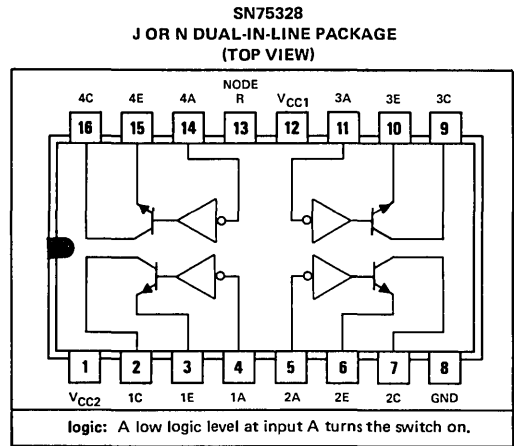 SN75328
J OR N DUAL-IN-LINE PACKAGE
(TOP VIEW)
4C 4E 4A NODE R VCC1 3A 3E 3C
16 15 14 13 12 11 10 9
1 2 3 4 5 6 7 8
VCC2 1C 1E 1A 2A 2E 2C GND
logic: A low logic level at input A turns the switch on.